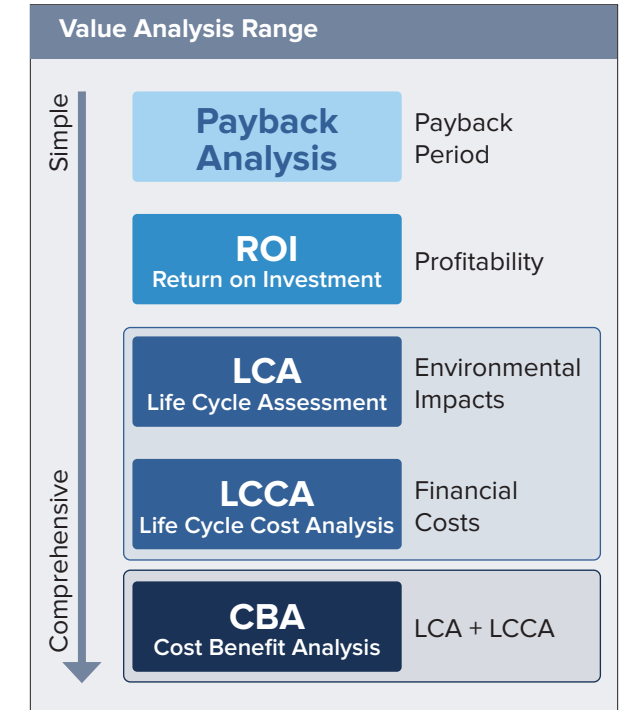 Value Analysis Range
Simple
Payback
Analysis
Payback
Period
ROI
Return on Investment
Profitability
LCA
Life Cycle Assessment
Environmental
Impacts
LCCA
Life Cycle Cost Analysis
Financial
Costs
Comprehensive
CBA
Cost Benefit Analysis
LCA + LCCA